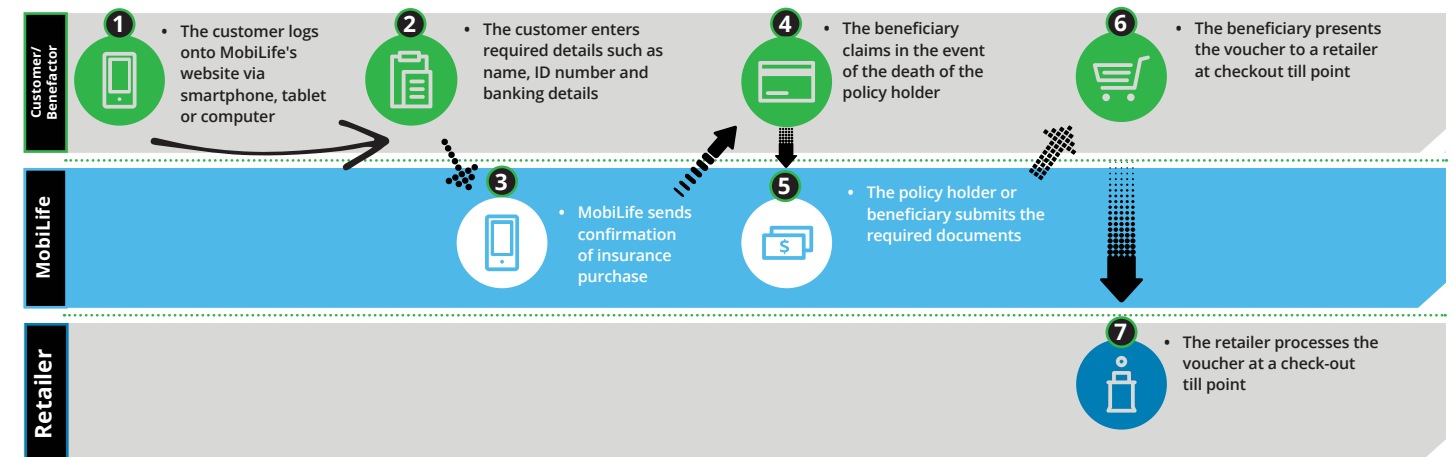 Customer/
Benefactor
1
• The customer logs
onto MobiLife's
website via
smartphone, tablet
or computer
2
• The customer enters
required details such as
name, ID number and
banking details
4
• The beneficiary
claims in the event
of the death of the
policy holder
6
• The beneficiary presents
the voucher to a retailer
at checkout till point
MobiLife
3
• MobiLife sends
confirmation
of insurance
purchase
5
$
• The policy holder or
beneficiary submits the
required documents
Retailer
7
• The retailer processes the
voucher at a check-out
till point